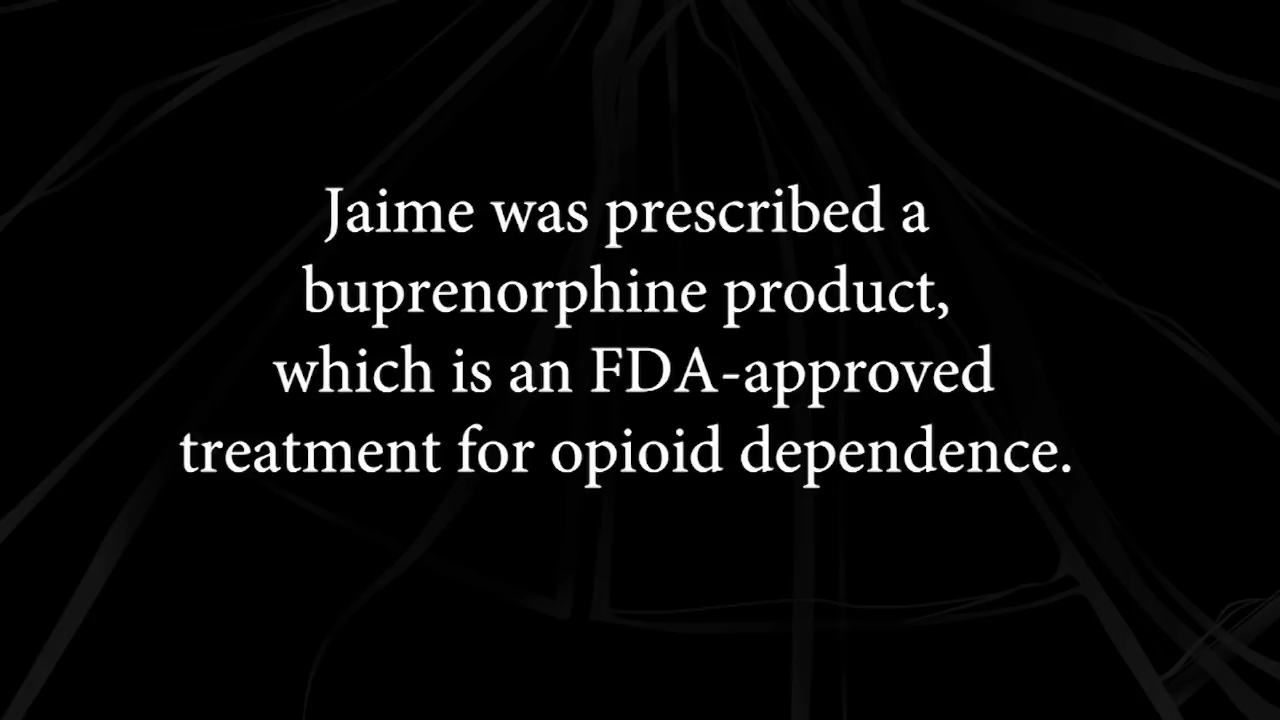 Jaime was prescribed a
buprenorphine product,
which is an FDA-approved
treatment for opioid dependence.